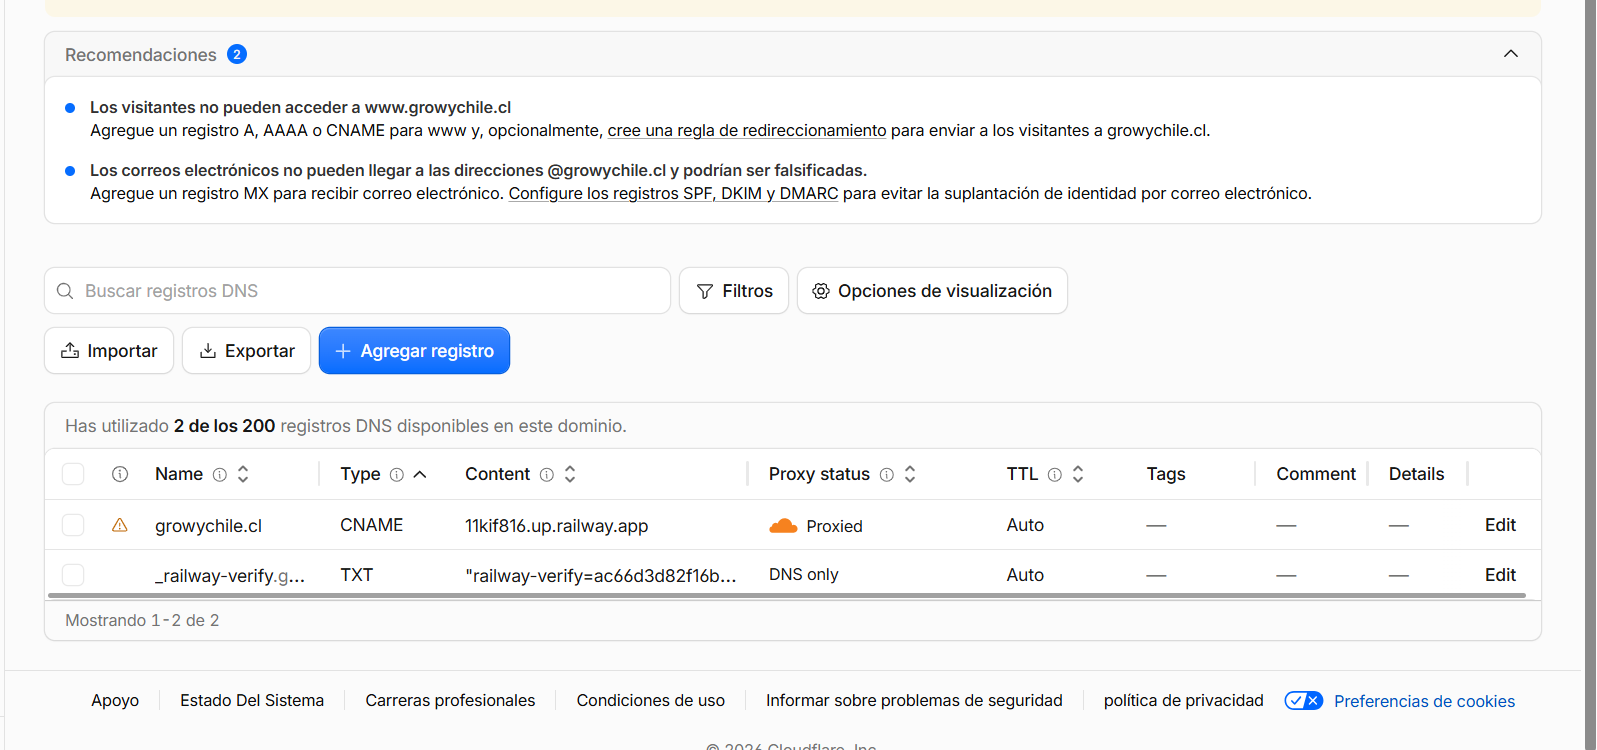 Recomendaciones 2
Los visitantes no pueden acceder a www.growychile.cl
Agregue un registro A, AAAA o CNAME para www y, opcionalmente, cree una regla de redireccionamiento para enviar a los visitantes a growychile.cl.
Los correos electrónicos no pueden llegar a las direcciones @growychile.cl y podrían ser falsificadas.
Agregue un registro MX para recibir correo electrónico. Configure los registros SPF, DKIM y DMARC para evitar la suplantación de identidad por correo electrónico.
Buscar registros DNS Filtros Opciones de visualización
Importar Exportar + Agregar registro
Has utilizado 2 de los 200 registros DNS disponibles en este dominio.
Name Type Content Proxy status TTL Tags Comment Details
growychile.cl CNAME 11kif816.up.railway.app Proxied Auto — — — Edit
_railway-verify.g... TXT "railway-verify=ac66d3d82f16b... DNS only Auto — — — Edit
Mostrando 1-2 de 2
Apoyo Estado Del Sistema Carreras profesionales Condiciones de uso Informar sobre problemas de seguridad política de privacidad Preferencias de cookies
© 2026 Cloudflare, Inc.